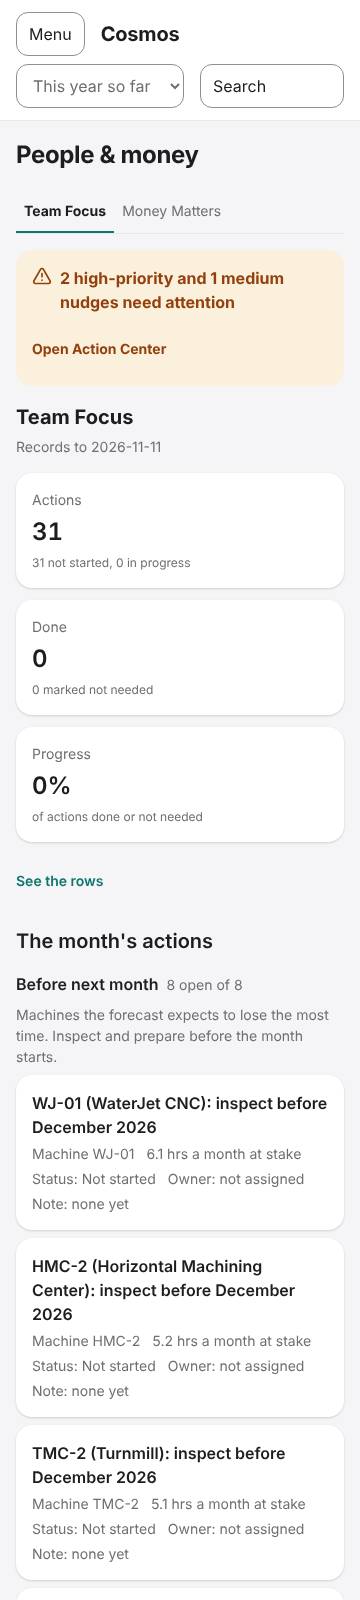 Menu
Cosmos
This year so far
Search
People & money
Team Focus
Money Matters
2 high-priority and 1 medium
nudges need attention
Open Action Center
Team Focus
Records to 2026-11-11
Actions
31
31 not started, 0 in progress
Done
0
0 marked not needed
Progress
0%
of actions done or not needed
See the rows
The month's actions
Before next month 8 open of 8
Machines the forecast expects to lose the most
time. Inspect and prepare before the month
starts.
WJ-01 (WaterJet CNC): inspect before
December 2026
Machine WJ-01 6.1 hrs a month at stake
Status: Not started Owner: not assigned
Note: none yet
HMC-2 (Horizontal Machining
Center): inspect before December
2026
Machine HMC-2 5.2 hrs a month at stake
Status: Not started Owner: not assigned
Note: none yet
TMC-2 (Turnmill): inspect before
December 2026
Machine TMC-2 5.1 hrs a month at stake
Status: Not started Owner: not assigned
Note: none yet